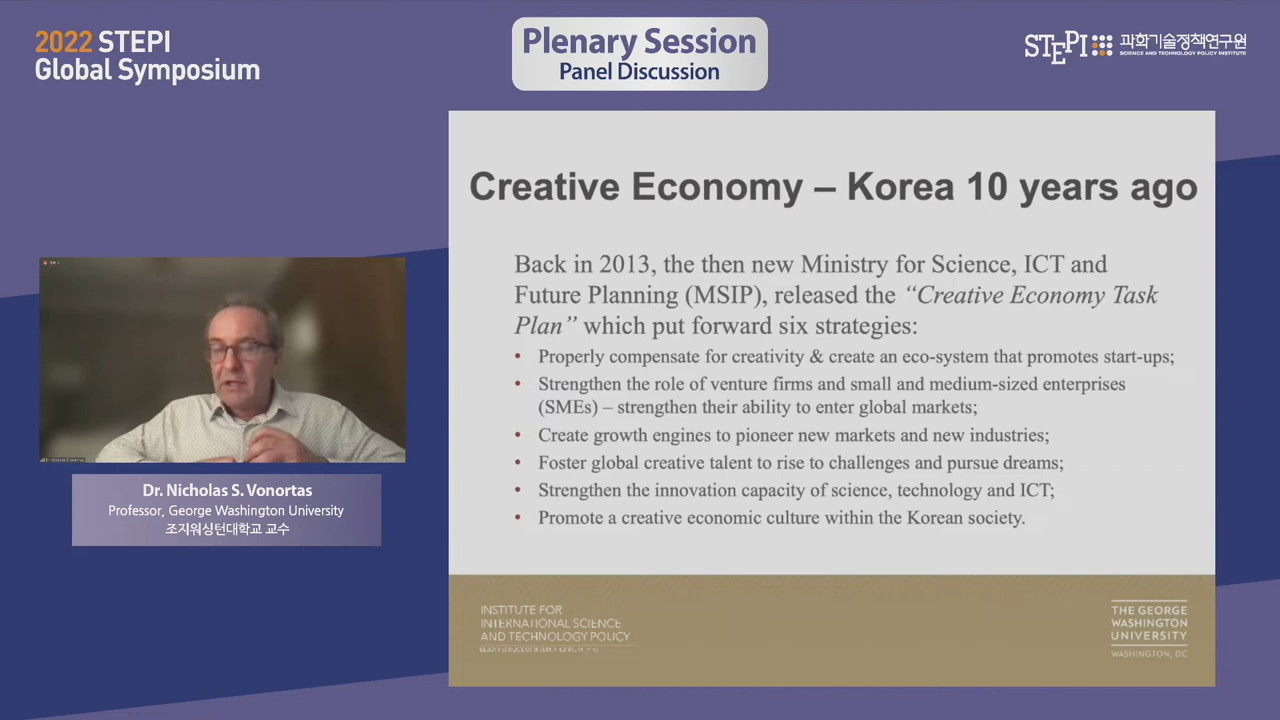 2022 STEPI
Global Symposium
Plenary Session
Panel Discussion
STEPI 과학기술정책연구원
SCIENCE AND TECHNOLOGY POLICY INSTITUTE
Creative Economy – Korea 10 years ago
Back in 2013, the then new Ministry for Science, ICT and
Future Planning (MSIP), released the “Creative Economy Task
Plan” which put forward six strategies:
• Properly compensate for creativity & create an eco-system that promotes start-ups;
• Strengthen the role of venture firms and small and medium-sized enterprises
(SMEs) – strengthen their ability to enter global markets;
• Create growth engines to pioneer new markets and new industries;
• Foster global creative talent to rise to challenges and pursue dreams;
• Strengthen the innovation capacity of science, technology and ICT;
• Promote a creative economic culture within the Korean society.
Dr. Nicholas S. Vonortas
Professor, George Washington University
조지워싱턴대학교 교수
INSTITUTE FOR
INTERNATIONAL SCIENCE
AND TECHNOLOGY POLICY
THE GEORGE
WASHINGTON
UNIVERSITY
WASHINGTON, DC